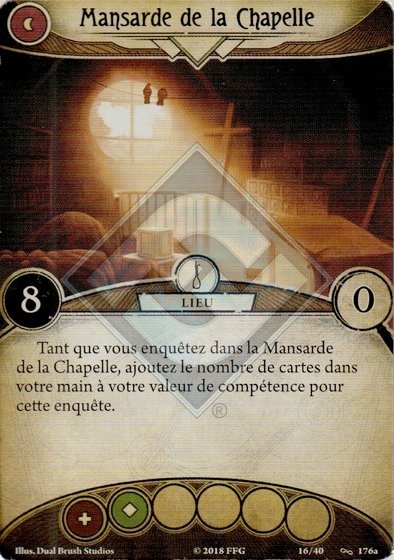 Mansarde de la Chapelle
8
LIEU
0
Tant que vous enquêtez dans la Mansarde
de la Chapelle, ajoutez le nombre de cartes dans
votre main à votre valeur de compétence pour
cette enquête.
®
Illus. Dual Brush Studios
© 2018 FFG
16/40
176a